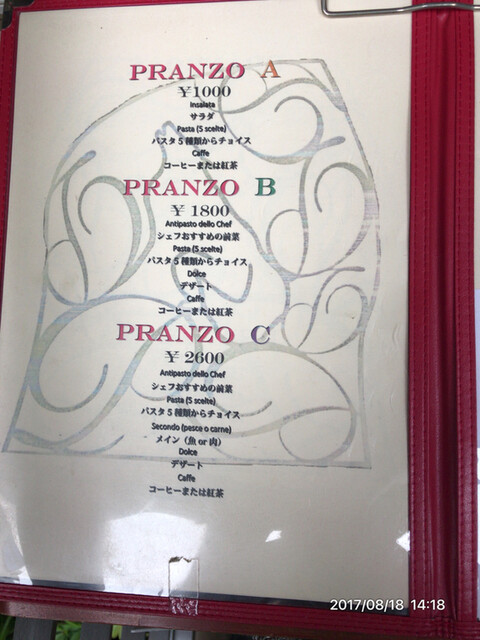 PRANZO A
￥1000
Insalata
サラダ
Pasta (5 scelte)
パスタ5種類からチョイス
Caffe
コーヒーまたは紅茶
PRANZO B
￥ 1800
Antipasto dello Chef
シェフおすすめの前菜
Pasta (5 scelte)
パスタ5種類からチョイス
Dolce
デザート
Caffe
コーヒーまたは紅茶
PRANZO C
￥ 2600
Antipasto dello Chef
シェフおすすめの前菜
Pasta (5 scelte)
パスタ5種類からチョイス
Secondo (pesce o carne)
メイン（魚 or 肉）
Dolce
デザート
Caffe
コーヒーまたは紅茶
2017/08/18 14:18